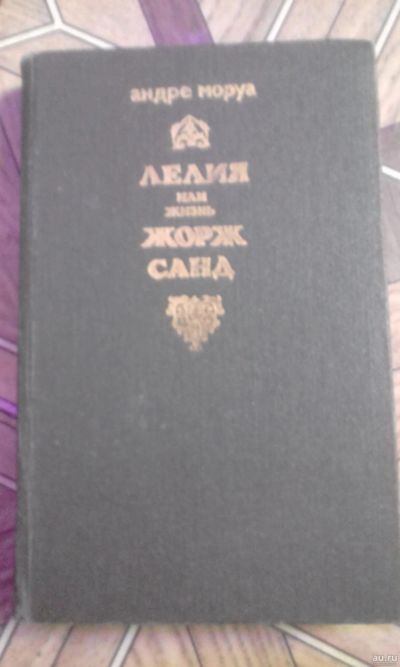 андре моруа
ЛЕЛИЯ
или
жизнь
ЖОРЖ
САНД
au.ru